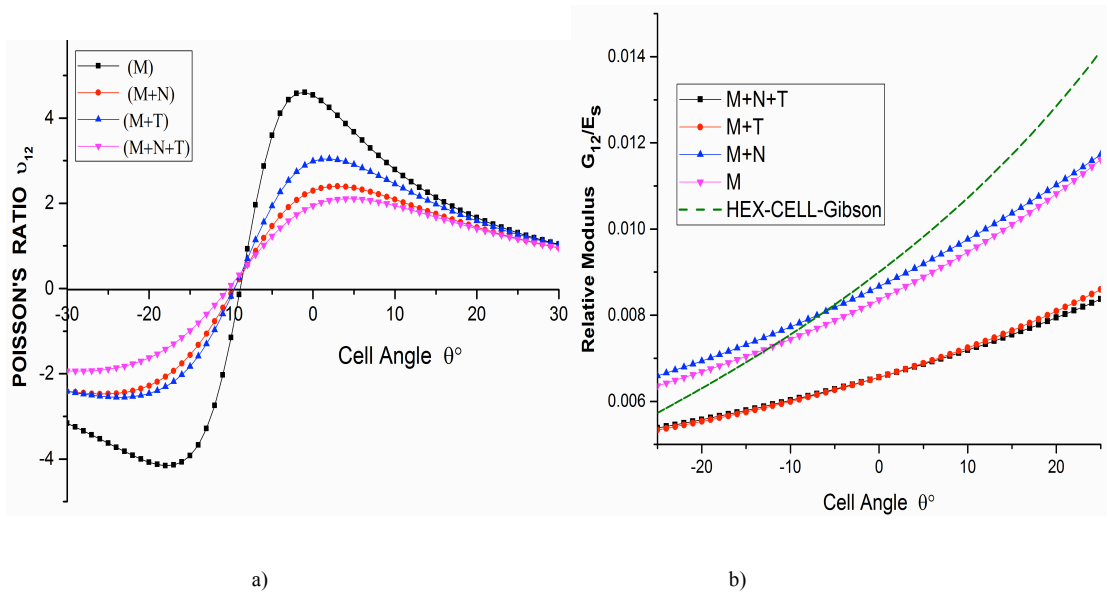 (M)
(M+N)
(M+T)
(M+N+T)
POISSON'S RATIO υ12
4
2
0
-2
-4
-30
-20
-10
0
10
20
30
Cell Angle θ°
a)
M+N+T
M+T
M+N
M
HEX-CELL-Gibson
Relative Modulus G12/Es
0.014
0.012
0.010
0.008
0.006
-20
-10
0
10
20
Cell Angle θ°
b)